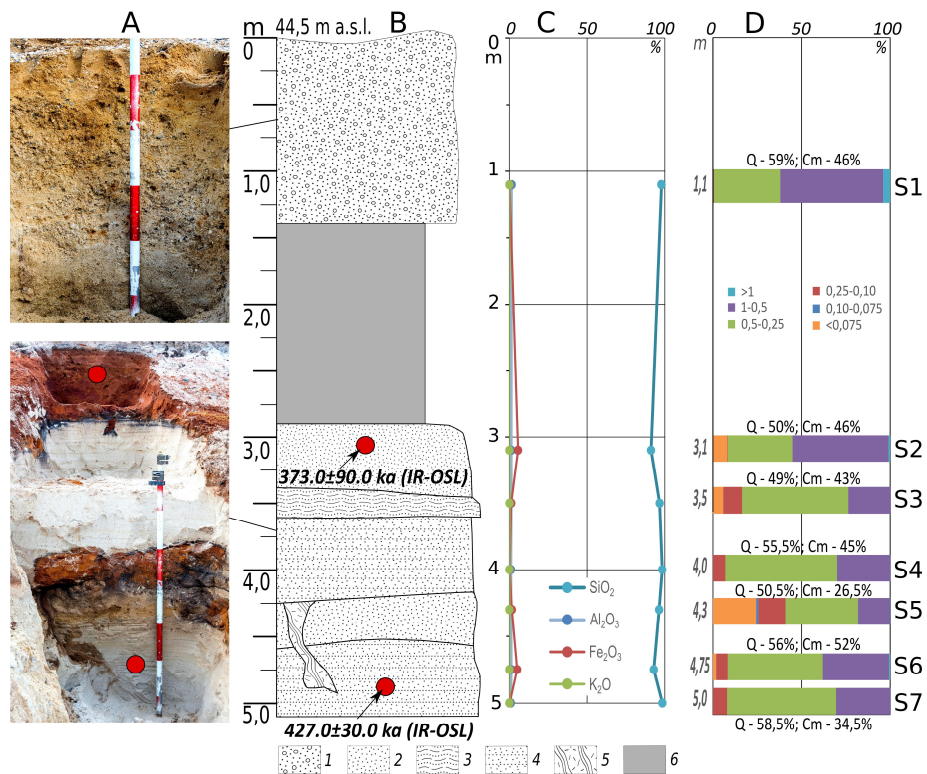 A
B
C
D
m
44,5 m a.s.l.
0
1,0
2,0
3,0
4,0
5,0
373.0±90.0 ka (IR-OSL)
427.0±30.0 ka (IR-OSL)
0 50 100
%
0
m
1
2
3
4
5
SiO₂
Al₂O₃
Fe₂O₃
K₂O
0 50 100
m
%
Q - 59%; Cm - 46%
1,1 S1
>1 0,25-0,10
1-0,5 0,10-0,075
0,5-0,25 <0,075
Q - 50%; Cm - 46%
3,1 S2
Q - 49%; Cm - 43%
3,5 S3
Q - 55,5%; Cm - 45%
4,0 S4
Q - 50,5%; Cm - 26,5%
4,3 S5
Q - 56%; Cm - 52%
4,75 S6
5,0 S7
Q - 58,5%; Cm - 34,5%
1 2 3 4 5 6